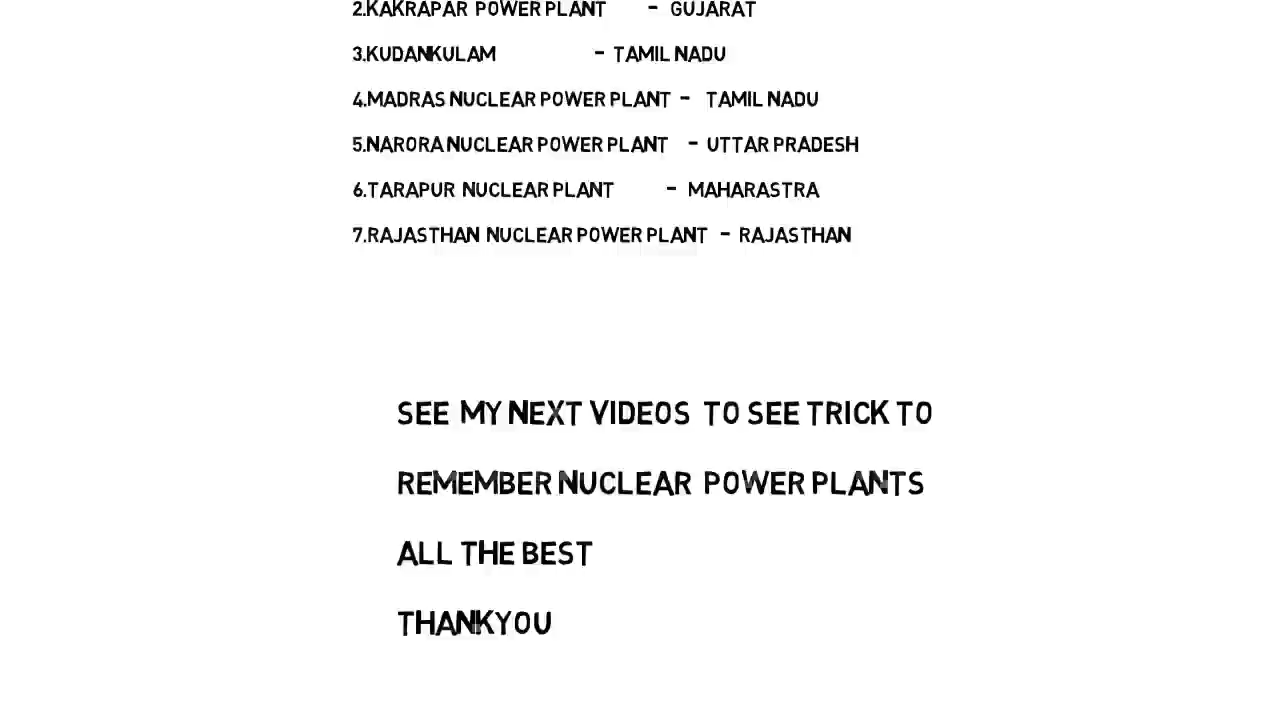 2.KAKRAPAR POWER PLANT - GUJARAT
3.KUDANKULAM - TAMIL NADU
4.MADRAS NUCLEAR POWER PLANT - TAMIL NADU
5.NARORA NUCLEAR POWER PLANT - UTTAR PRADESH
6.TARAPUR NUCLEAR PLANT - MAHARASTRA
7.RAJASTHAN NUCLEAR POWER PLANT - RAJASTHAN
SEE MY NEXT VIDEOS TO SEE TRICK TO
REMEMBER NUCLEAR POWER PLANTS
ALL THE BEST
THANKYOU